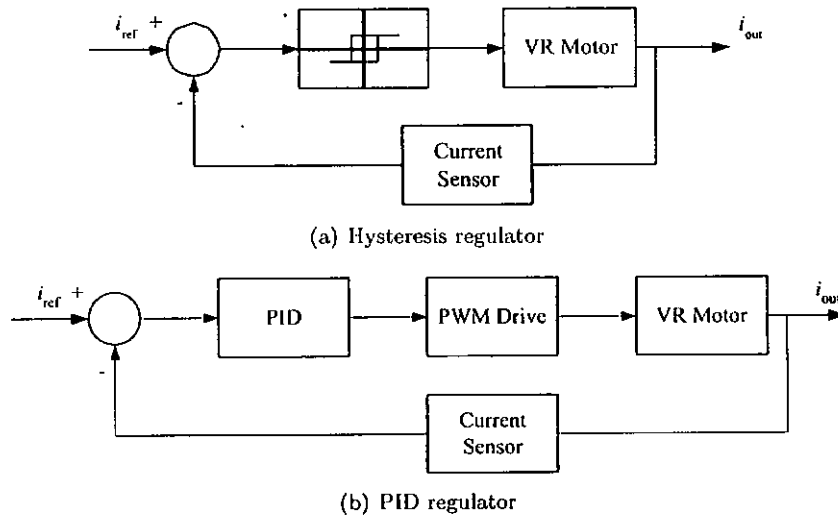 i_ref + i_out
VR Motor
-
Current
Sensor
(a) Hysteresis regulator
i_ref + i_out
PID PWM Drive VR Motor
-
Current
Sensor
(b) PID regulator